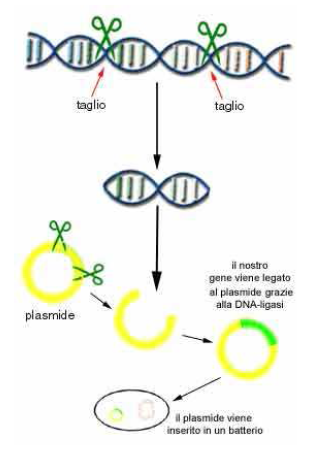 taglio
taglio
il nostro
gene viene legato
al plasmide grazie
alla DNA-ligasi
plasmide
il plasmide viene
inserito in un batterio